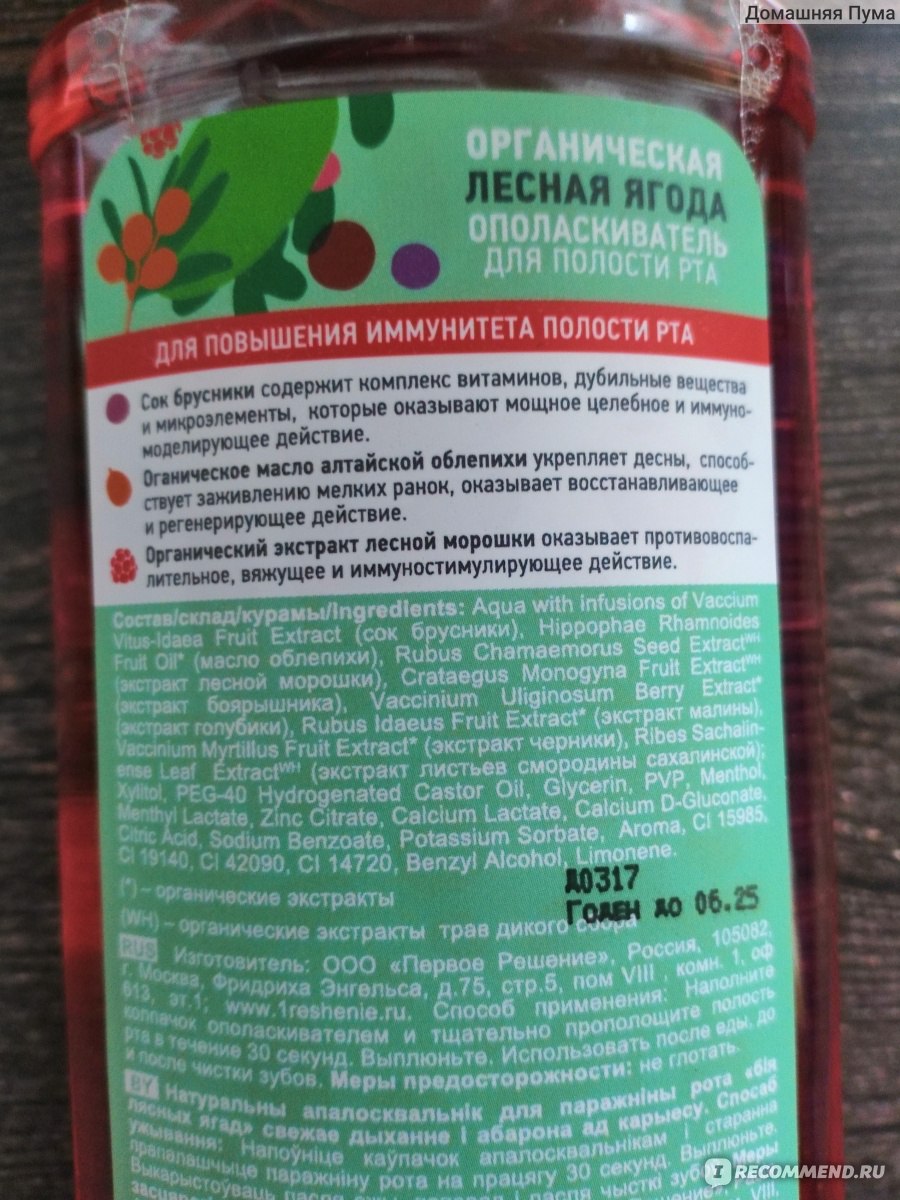 Домашняя Пума
ОРГАНИЧЕСКАЯ
ЛЕСНАЯ ЯГОДА
ОПОЛАСКИВАТЕЛЬ
ДЛЯ ПОЛОСТИ РТА
ДЛЯ ПОВЫШЕНИЯ ИММУНИТЕТА ПОЛОСТИ РТА
Сок брусники содержит комплекс витаминов, дубильные вещества
и микроэлементы, которые оказывают мощное целебное и иммуно-
моделирующее действие.
Оганическое масло алтайской облепихи укрепляет десны, способ-
ствует заживлению мелких ранок, оказывает восстанавливающее
и регенерирующее действие.
Органический экстракт лесной морошки оказывает противовоспа-
лительное, вяжущее и иммуностимулирующее действие.
Состав/склад/курамы/Ingredients: Aqua with infusions of Vaccium
Vitus-Idaea Fruit Extract (сок брусники), Hippophae Rhamnoides
Fruit Oil* (масло облепихи), Rubus Chamaemorus Seed Extract(WH)
(экстракт лесной морошки), Crataegus Monogyna Fruit Extract(WH)
(экстракт боярышника), Vaccinium Uliginosum Berry Extract*
(экстракт голубики), Rubus Idaeus Fruit Extract* (экстракт малины),
Vaccinium Myrtillus Fruit Extract* (экстракт черники), Ribes Sachalin-
ense Leaf Extract(WH) (экстракт листьев смородины сахалинской);
Xylitol, PEG-40 Hydrogenated Castor Oil, Glycerin, PVP, Menthol,
Menthyl Lactate, Zinc Citrate, Calcium Lactate, Calcium D-Gluconate,
Citric Acid, Sodium Benzoate, Potassium Sorbate, Aroma, CI 15985,
CI 19140, CI 42090, CI 14720, Benzyl Alcohol, Limonene.
(*) – органические экстракты
Д0317
Годен до 06.25
(WH) – органические экстракты трав дикого сбора
RUS Изготовитель: ООО «Первое Решение», Россия, 105082,
г. Москва, Фридриха Энгельса, д.75, стр.5, пом VIII , комн. 1, оф
613, эт.1; www.1reshenie.ru. Способ применения: Наполните
колпачок ополаскивателем и тщательно прополощите полость
рта в течение 30 секунд. Выплюньте. Использовать после еды, до
и после чистки зубов. Меры предосторожности: не глотать.
BY Натуральны апаласквальнік для паражніны рота «бія
лясных ягад» свежае дыханне і абарона ад карыесу. Спосаб
ужывання: Напоўніце каўпачок апаласквальнікам і старанна
прапалашчыце паражніну рота на працягу 30 секунд. Выплюньте.
Выкарыстоўваць пасля
IRECOMMEND.RU